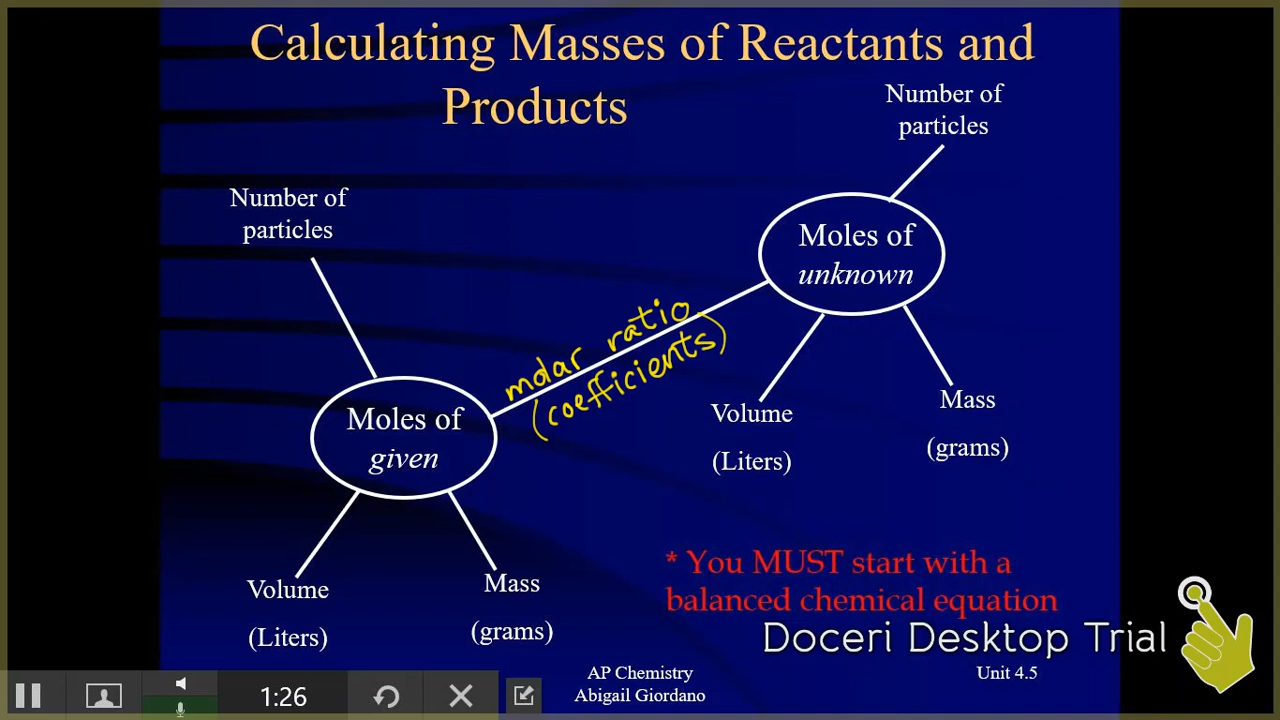 Calculating Masses of Reactants and
Products
Number of
particles
Number of
particles
Moles of
unknown
molar ratio
(coefficients)
Moles of
given
Volume
(Liters)
Mass
(grams)
Volume
(Liters)
Mass
(grams)
* You MUST start with a
balanced chemical equation
Doceri Desktop Trial
AP Chemistry
Abigail Giordano
Unit 4.5
1:26